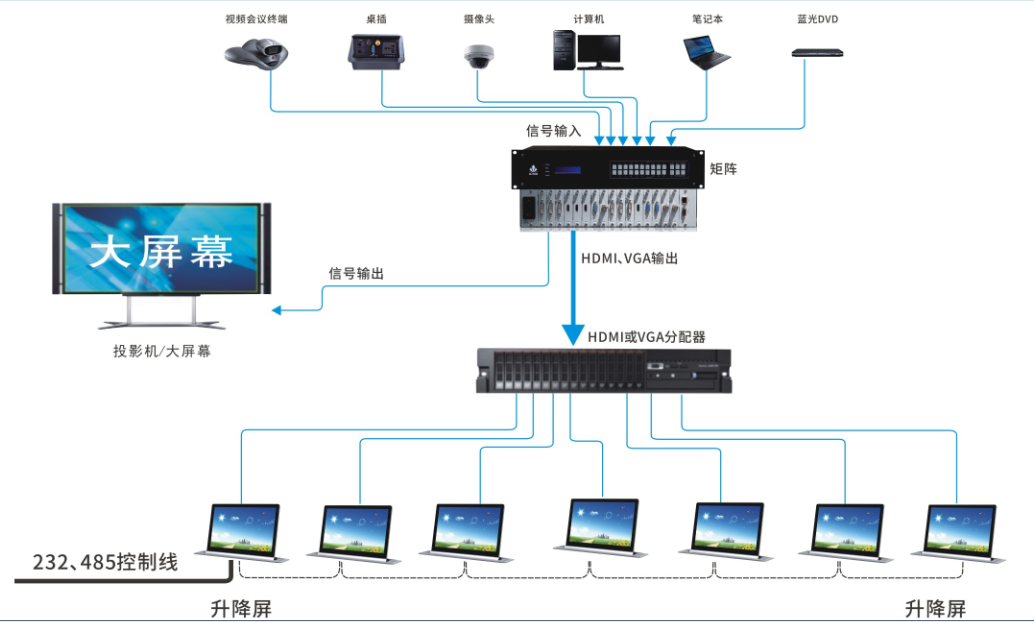 视频会议终端
桌插
摄像头
计算机
笔记本
蓝光DVD
信号输入
矩阵
大屏幕
HDMI、VGA输出
信号输出
HDMI或VGA分配器
投影机/大屏幕
232、485控制线
升降屏
升降屏